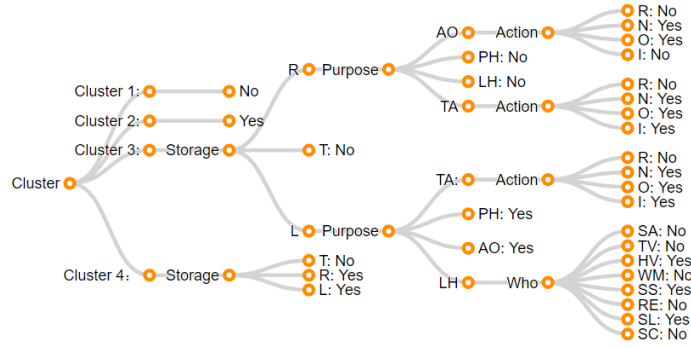 Cluster
Cluster 1:
No
Cluster 2:
Yes
Cluster 3:
Storage
R
Purpose
AO
Action
R: No
N: Yes
O: Yes
I: No
PH: No
LH: No
TA
Action
R: No
N: Yes
O: Yes
I: Yes
T: No
L
Purpose
TA:
Action
R: No
N: Yes
O: Yes
I: Yes
PH: Yes
AO: Yes
LH
Who
SA: No
TV: No
HV: Yes
WM: No
SS: Yes
RE: No
SL: Yes
SC: No
Cluster 4：
Storage
T: No
R: Yes
L: Yes